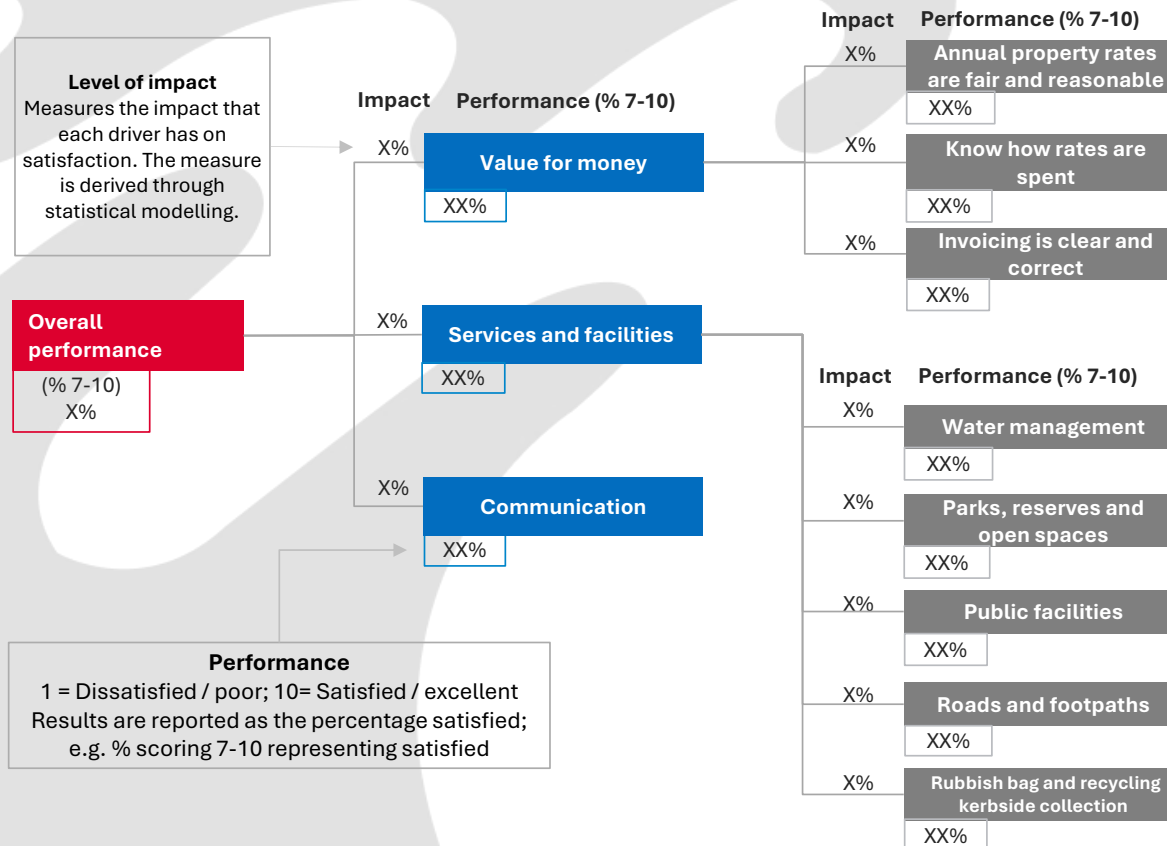 Level of impact
Measures the impact that
each driver has on
satisfaction. The measure
is derived through
statistical modelling.
Overall
performance
(% 7-10)
X%
Impact Performance (% 7-10)
X%
Value for money
XX%
X%
Services and facilities
XX%
X%
Communication
XX%
Performance
1 = Dissatisfied / poor; 10= Satisfied / excellent
Results are reported as the percentage satisfied;
e.g. % scoring 7-10 representing satisfied
Impact Performance (% 7-10)
X%
Annual property rates
are fair and reasonable
XX%
X%
Know how rates are
spent
XX%
X%
Invoicing is clear and
correct
XX%
Impact Performance (% 7-10)
X%
Water management
XX%
X%
Parks, reserves and
open spaces
XX%
X%
Public facilities
XX%
X%
Roads and footpaths
XX%
X%
Rubbish bag and recycling
kerbside collection
XX%